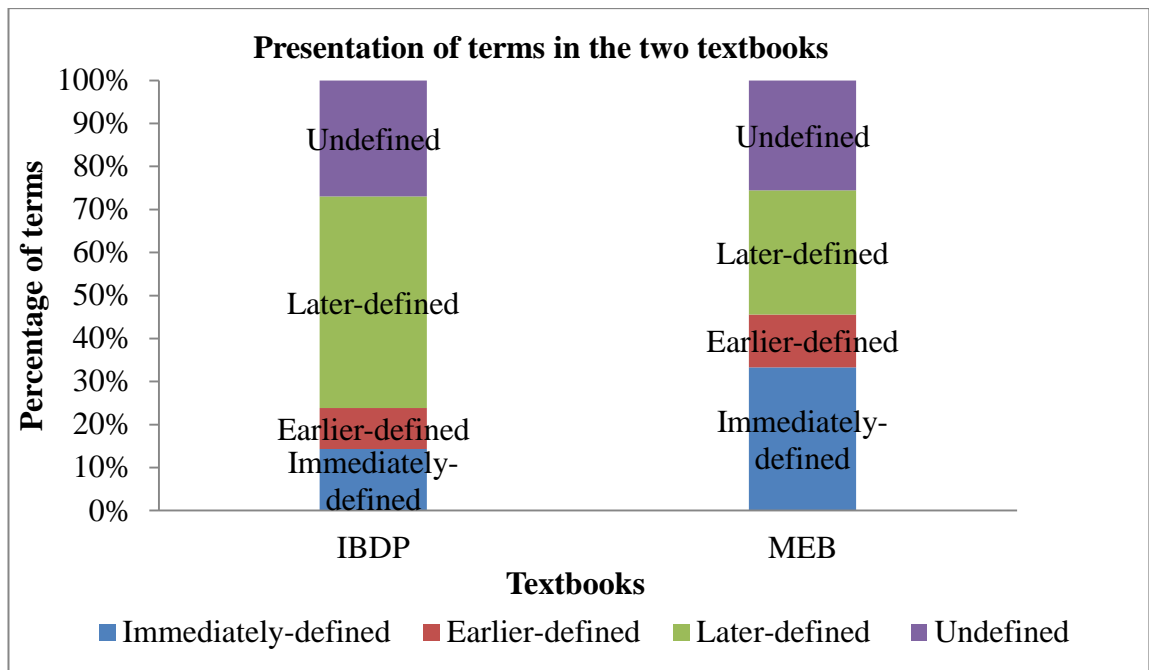 Presentation of terms in the two textbooks
Percentage of terms
100%
90%
80%
70%
60%
50%
40%
30%
20%
10%
0%
Undefined
Later-defined
Earlier-defined
Immediately-
defined
Undefined
Later-defined
Earlier-defined
Immediately-
defined
IBDP
MEB
Textbooks
Immediately-defined
Earlier-defined
Later-defined
Undefined